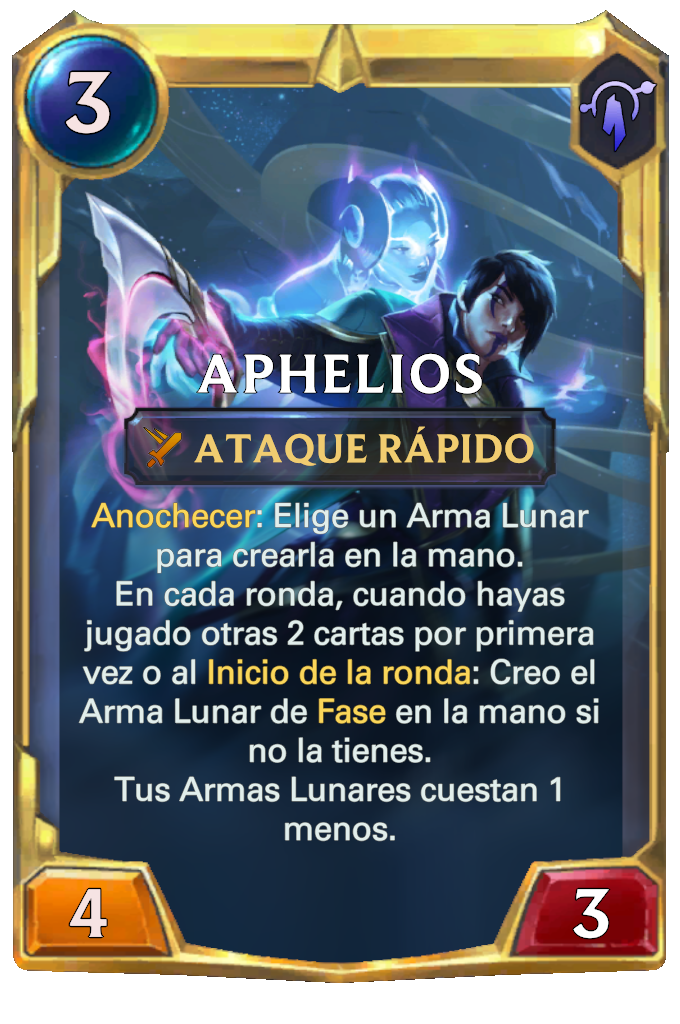 3
APHELIOS
ATAQUE RÁPIDO
Anochecer: Elige un Arma Lunar
para crearla en la mano.
En cada ronda, cuando hayas
jugado otras 2 cartas por primera
vez o al Inicio de la ronda: Creo el
Arma Lunar de Fase en la mano si
no la tienes.
Tus Armas Lunares cuestan 1
menos.
4
3